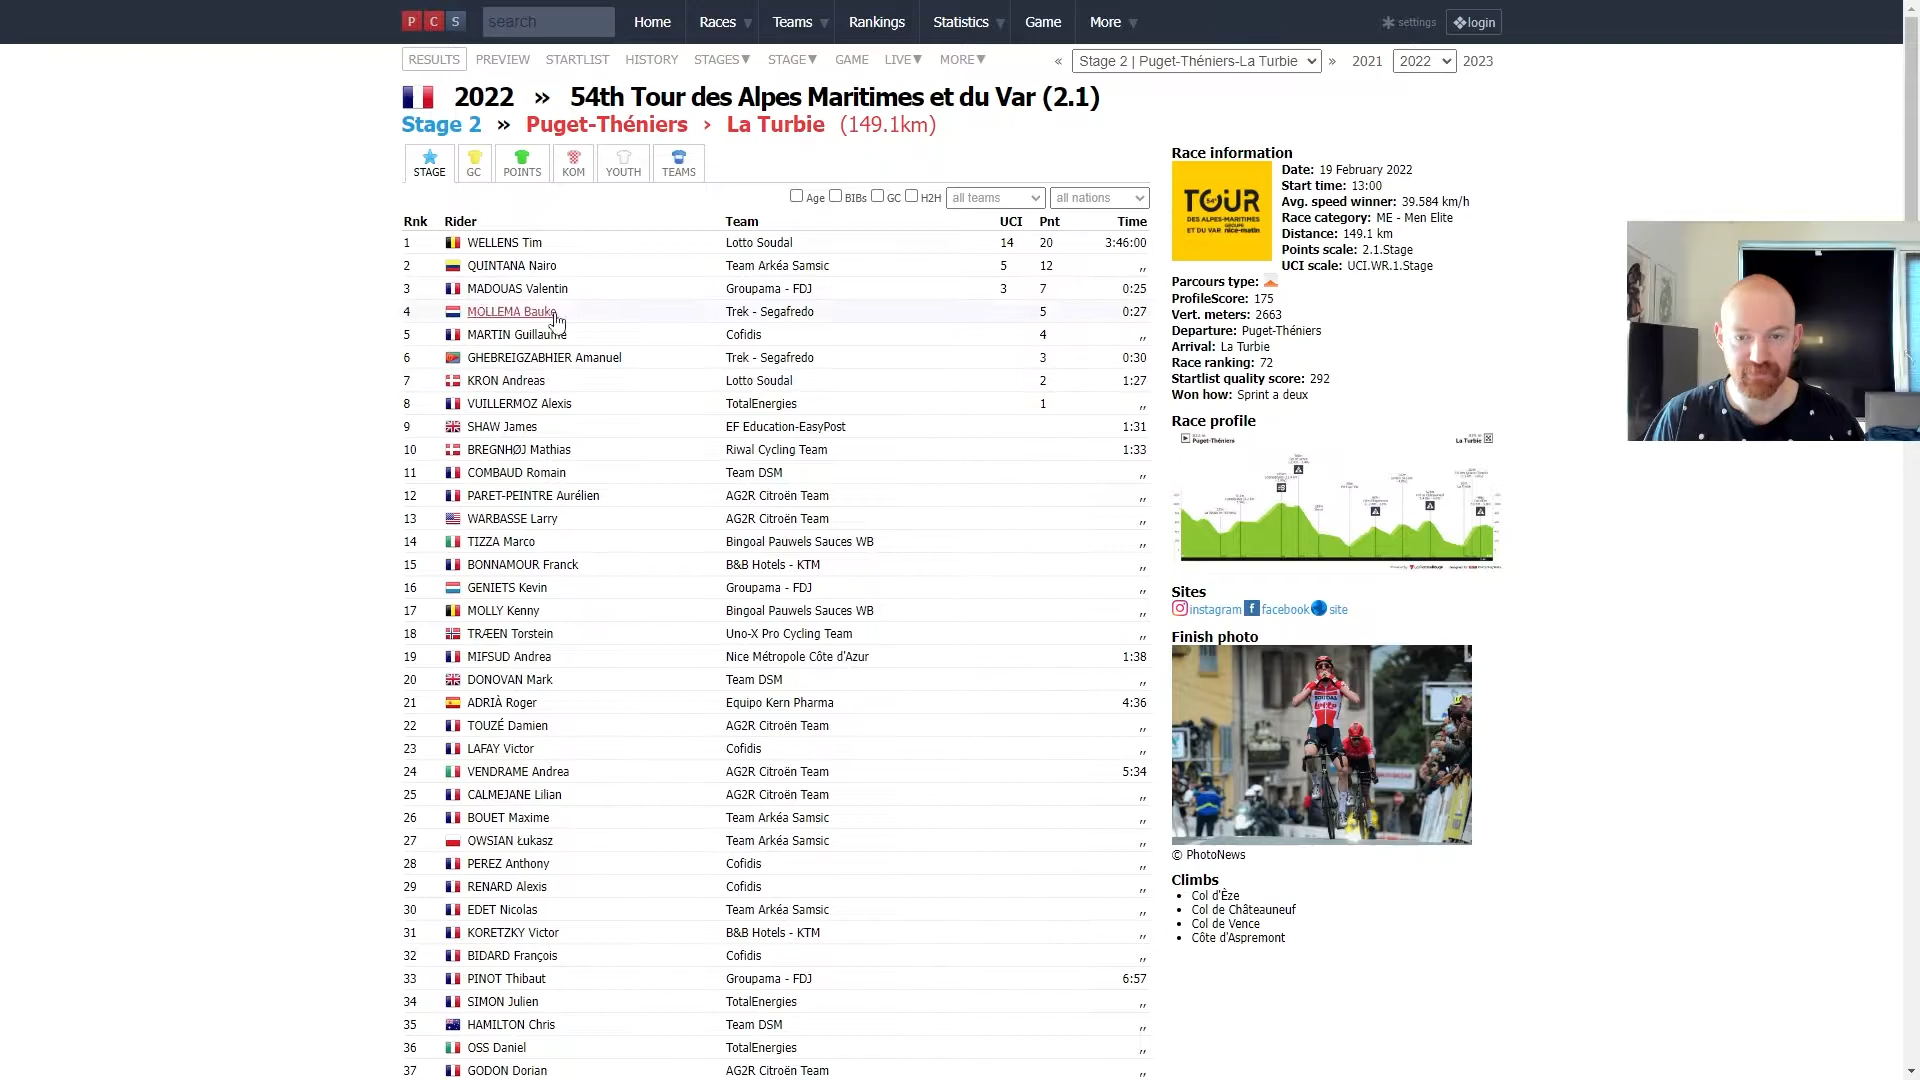 P C S search Home Races ▼ Teams ▼ Rankings Statistics ▼ Game More ▼ settings login
RESULTS PREVIEW STARTLIST HISTORY STAGES▼ STAGE▼ GAME LIVE▼ MORE▼ « Stage 2 | Puget-Théniers-La Turbie » 2021 2022 2023
2022 » 54th Tour des Alpes Maritimes et du Var (2.1)
Stage 2 » Puget-Théniers › La Turbie (149.1km)
STAGE GC POINTS KOM YOUTH TEAMS
Age BIBs GC H2H all teams all nations
Rnk Rider Team UCI Pnt Time
1 WELLENS Tim Lotto Soudal 14 20 3:46:00
2 QUINTANA Nairo Team Arkéa Samsic 5 12 ,,
3 MADOUAS Valentin Groupama - FDJ 3 7 0:25
4 MOLLEMA Bauke Trek - Segafredo 5 0:27
5 MARTIN Guillaume Cofidis 4 ,,
6 GHEBREIGZABHIER Amanuel Trek - Segafredo 3 0:30
7 KRON Andreas Lotto Soudal 2 1:27
8 VUILLERMOZ Alexis TotalEnergies 1 ,,
9 SHAW James EF Education-EasyPost 1:31
10 BREGNHØJ Mathias Riwal Cycling Team 1:33
11 COMBAUD Romain Team DSM ,,
12 PARET-PEINTRE Aurélien AG2R Citroën Team ,,
13 WARBASSE Larry AG2R Citroën Team ,,
14 TIZZA Marco Bingoal Pauwels Sauces WB ,,
15 BONNAMOUR Franck B&B Hotels - KTM ,,
16 GENIETS Kevin Groupama - FDJ ,,
17 MOLLY Kenny Bingoal Pauwels Sauces WB ,,
18 TRÆEN Torstein Uno-X Pro Cycling Team ,,
19 MIFSUD Andrea Nice Métropole Côte d'Azur 1:38
20 DONOVAN Mark Team DSM ,,
21 ADRIÀ Roger Equipo Kern Pharma 4:36
22 TOUZÉ Damien AG2R Citroën Team ,,
23 LAFAY Victor Cofidis ,,
24 VENDRAME Andrea AG2R Citroën Team 5:34
25 CALMEJANE Lilian AG2R Citroën Team ,,
26 BOUET Maxime Team Arkéa Samsic ,,
27 OWSIAN Łukasz Team Arkéa Samsic ,,
28 PEREZ Anthony Cofidis ,,
29 RENARD Alexis Cofidis ,,
30 EDET Nicolas Team Arkéa Samsic ,,
31 KORETZKY Victor B&B Hotels - KTM ,,
32 BIDARD François Cofidis ,,
33 PINOT Thibaut Groupama - FDJ 6:57
34 SIMON Julien TotalEnergies ,,
35 HAMILTON Chris Team DSM ,,
36 OSS Daniel TotalEnergies ,,
37 GODON Dorian AG2R Citroën Team ,,
Race information
TOUR
DES ALPES-MARITIMES
ET DU VAR nice-matin
Date: 19 February 2022
Start time: 13:00
Avg. speed winner: 39.584 km/h
Race category: ME - Men Elite
Distance: 149.1 km
Points scale: 2.1.Stage
UCI scale: UCI.WR.1.Stage
Parcours type:
ProfileScore: 175
Vert. meters: 2663
Departure: Puget-Théniers
Arrival: La Turbie
Race ranking: 72
Startlist quality score: 292
Won how: Sprint a deux
Race profile
Puget-Théniers La Turbie
Sites
instagram facebook site
Finish photo
SOUDAL
Lotto
© PhotoNews
Climbs
• Col d'Èze
• Col de Châteauneuf
• Col de Vence
• Côte d'Aspremont